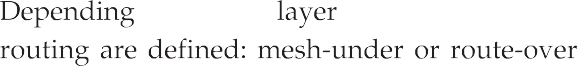 Depending layer
routing are defined: mesh-under or route-over